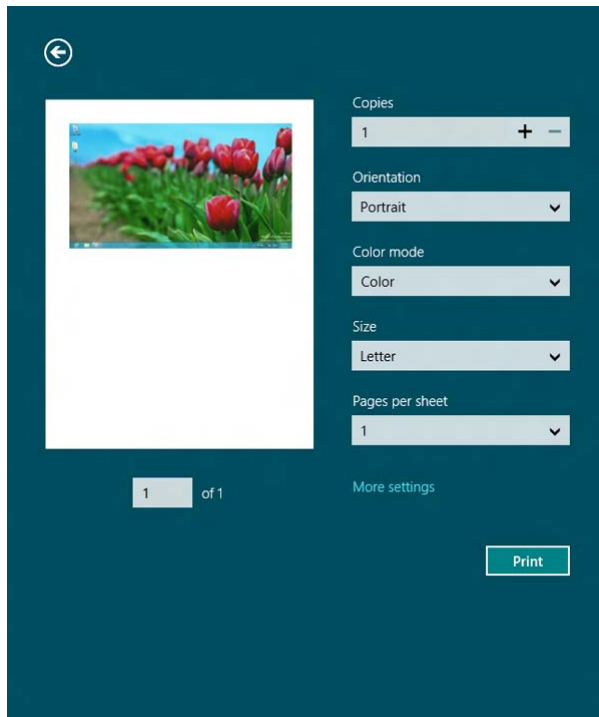 Copies
1
Orientation
Portrait
Color mode
Color
Size
Letter
Pages per sheet
1
1 of 1
More settings
Print